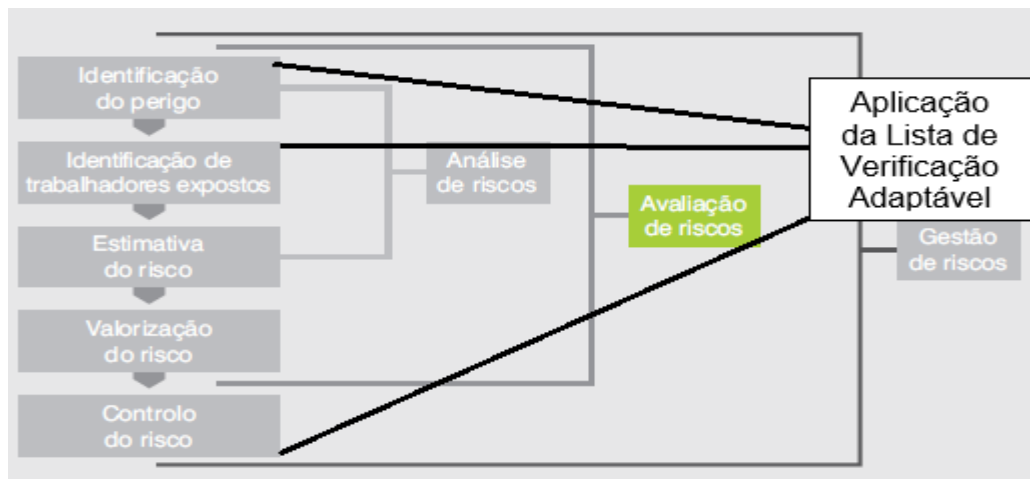 Identificação
do perigo
Identificação de
trabalhadores expostos
Estimativa
do risco
Valorização
do risco
Controlo
do risco
Análise
de riscos
Avaliação
de riscos
Aplicação
da Lista de
Verificação
Adaptável
Gestão
de riscos